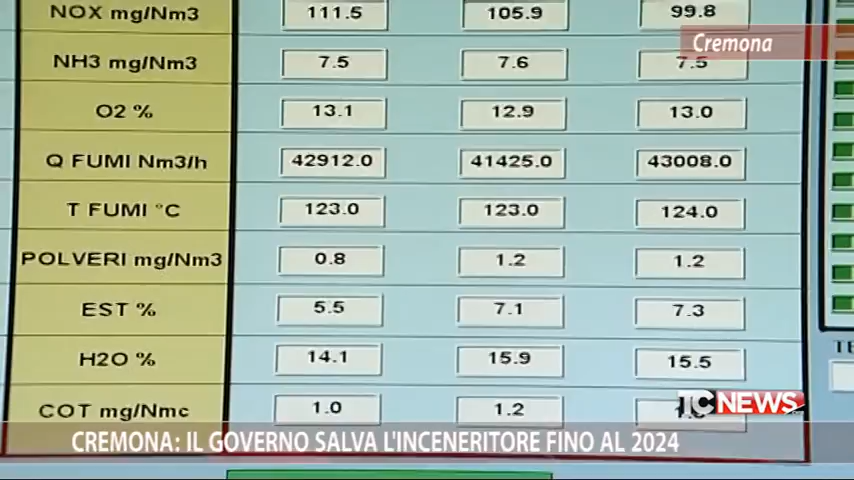 NOX mg/Nm3 111.5 105.9 99.8
Cremona
NH3 mg/Nm3 7.5 7.6 7.5
O2 % 13.1 12.9 13.0
Q FUMI Nm3/h 42912.0 41425.0 43008.0
T FUMI °C 123.0 123.0 124.0
POLVERI mg/Nm3 0.8 1.2 1.2
EST % 5.5 7.1 7.3
H2O % 14.1 15.9 15.5
TE
COT mg/Nmc 1.0 1.2
TC NEWS
CREMONA: IL GOVERNO SALVA L'INCENERITORE FINO AL 2024